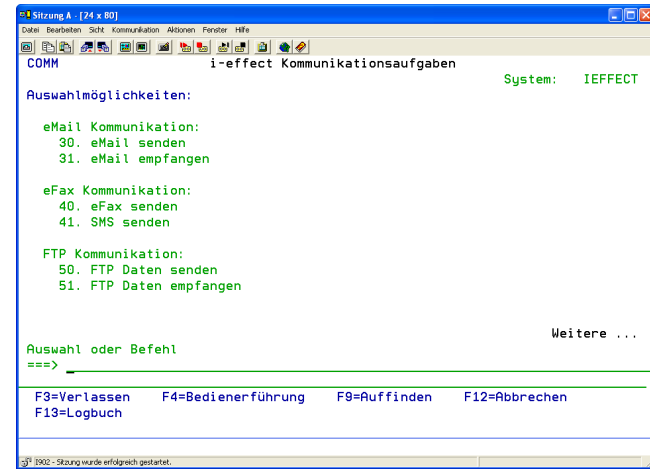 Sitzung A - [24 x 80]
Datei Bearbeiten Sicht Kommunikation Aktionen Fenster Hilfe
COMM i-effect Kommunikationsaufgaben
System: IEFFECT
Auswahlmöglichkeiten:
eMail Kommunikation:
30. eMail senden
31. eMail empfangen
eFax Kommunikation:
40. eFax senden
41. SMS senden
FTP Kommunikation:
50. FTP Daten senden
51. FTP Daten empfangen
Weitere ...
Auswahl oder Befehl
===> _
F3=Verlassen F4=Bedienerführung F9=Auffinden F12=Abbrechen
F13=Logbuch
I902 - Sitzung wurde erfolgreich gestartet.